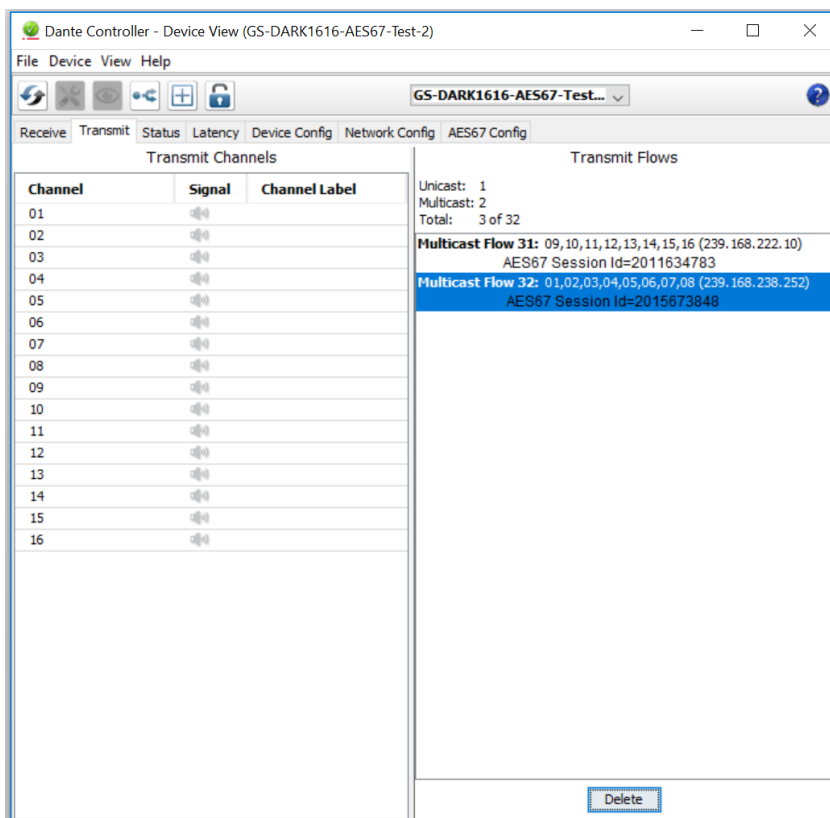 Dante Controller - Device View (GS-DARK1616-AES67-Test-2)
File Device View Help
GS-DARK1616-AES67-Test...
?
Receive Transmit Status Latency Device Config Network Config AES67 Config
Transmit Channels
Channel Signal Channel Label
01
02
03
04
05
06
07
08
09
10
11
12
13
14
15
16
Transmit Flows
Unicast: 1
Multicast: 2
Total: 3 of 32
Multicast Flow 31: 09,10,11,12,13,14,15,16 (239.168.222.10)
AES67 Session Id=2011634783
Multicast Flow 32: 01,02,03,04,05,06,07,08 (239.168.238.252)
AES67 Session Id=2015673848
Delete